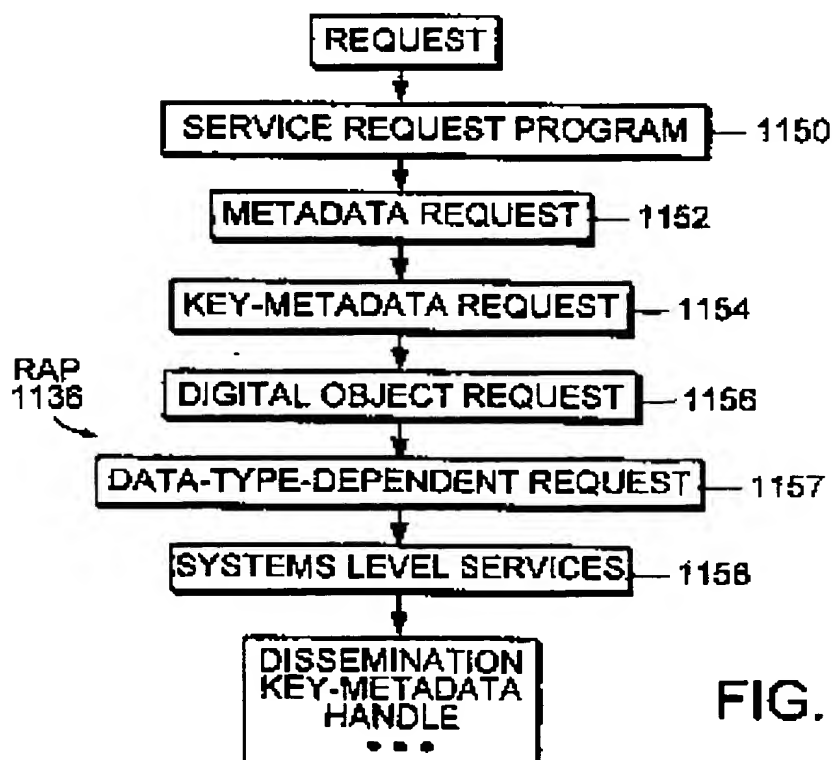 REQUEST
SERVICE REQUEST PROGRAM 1150
METADATA REQUEST 1152
KEY-METADATA REQUEST 1154
RAP
1136
DIGITAL OBJECT REQUEST 1156
DATA-TYPE-DEPENDENT REQUEST 1157
SYSTEMS LEVEL SERVICES 1158
DISSEMINATION
KEY-METADATA
HANDLE
• • •
FIG.